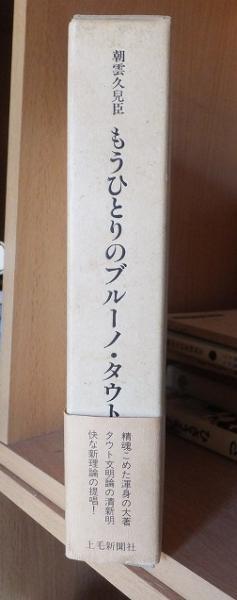 朝雲久兒臣
もうひとりのブルーノ・タウト
精魂こめた渾身の大著
タウト文明論の清新明
快な新理論の提唱！
上毛新聞社